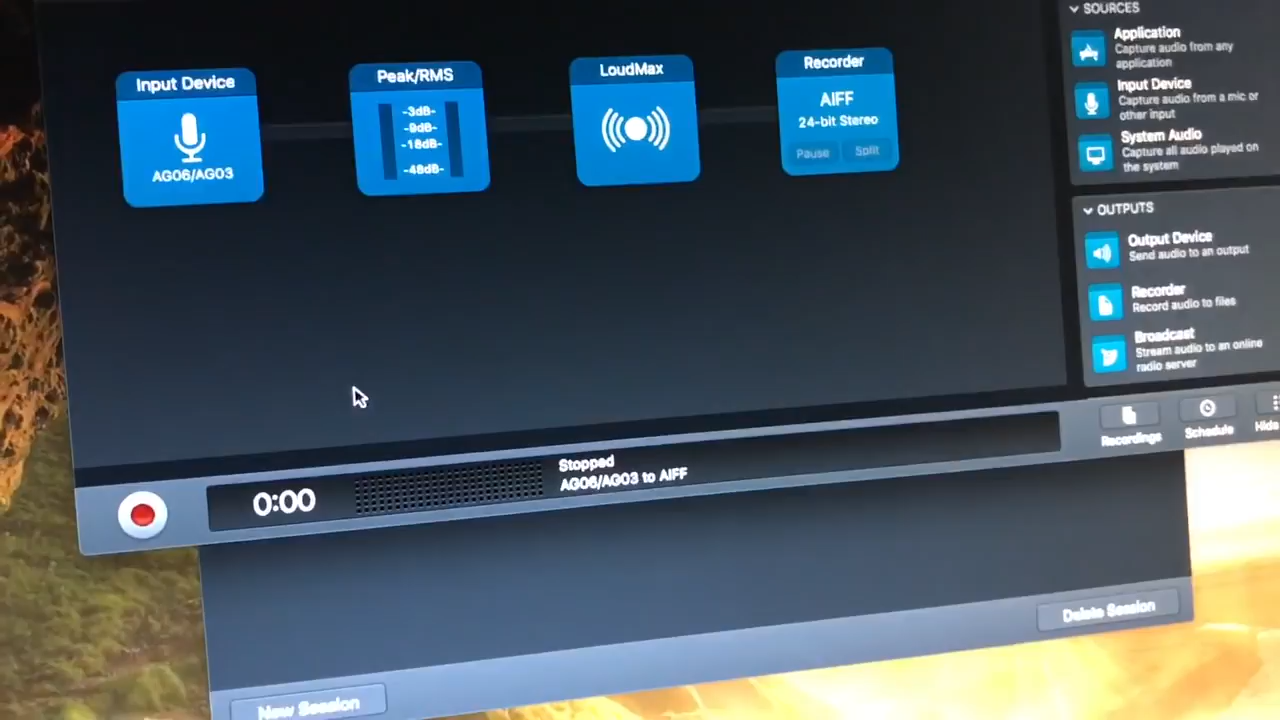 Input Device
AG06/AG03
Peak/RMS
-3dB-
-9dB-
-18dB-
-48dB-
LoudMax
Recorder
AIFF
24-bit Stereo
Pause
Split
SOURCES
Application
Capture audio from any
application
Input Device
Capture audio from a mic or
other input
System Audio
Capture all audio played on
the system
OUTPUTS
Output Device
Send audio to an output
Recorder
Record audio to files
Broadcast
Stream audio to an online
radio server
Recordings
Schedule
Hide
0:00
Stopped
AG06/AG03 to AIFF
Delete Session
New Session